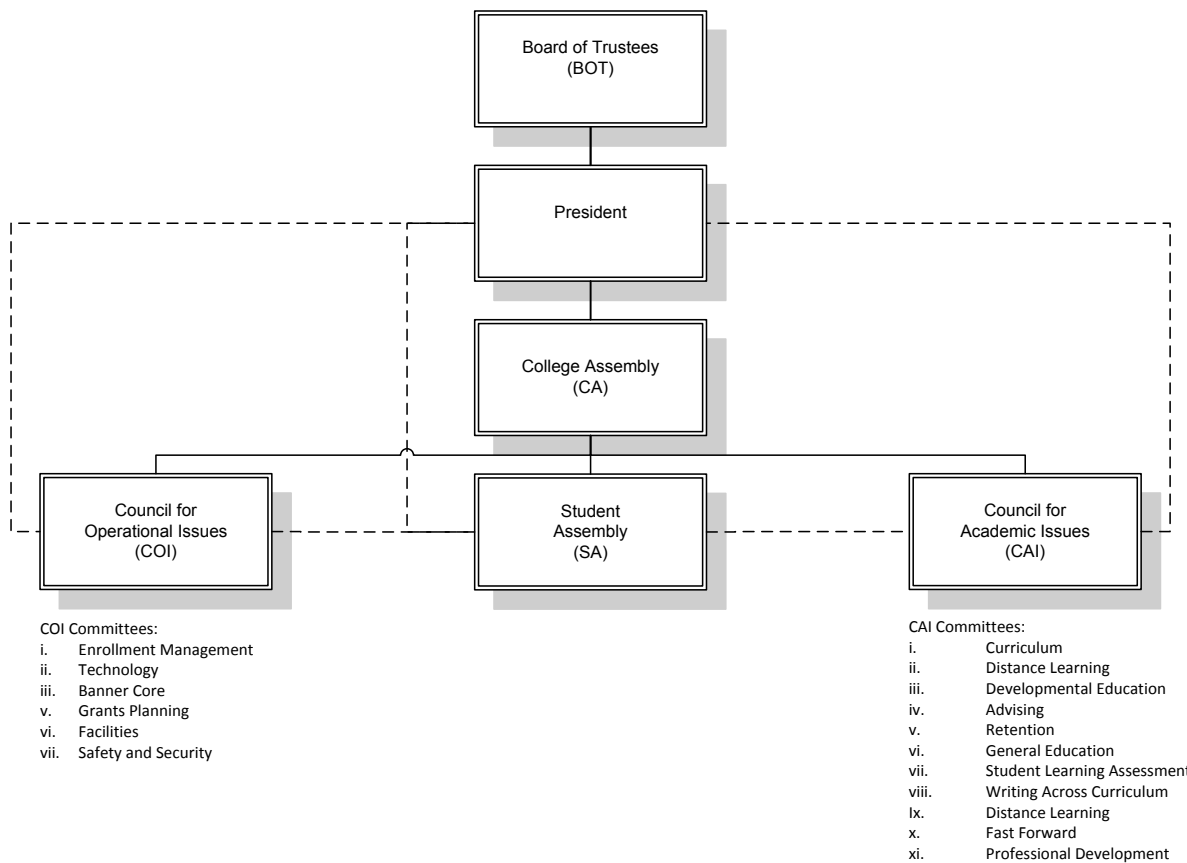 Board of Trustees
(BOT)
President
College Assembly
(CA)
Council for
Operational Issues
(COI)
Student
Assembly
(SA)
Council for
Academic Issues
(CAI)
COI Committees:
i. Enrollment Management
ii. Technology
iii. Banner Core
v. Grants Planning
vi. Facilities
vii. Safety and Security
CAI Committees:
i. Curriculum
ii. Distance Learning
iii. Developmental Education
iv. Advising
v. Retention
vi. General Education
vii. Student Learning Assessment
viii. Writing Across Curriculum
Ix. Distance Learning
x. Fast Forward
xi. Professional Development